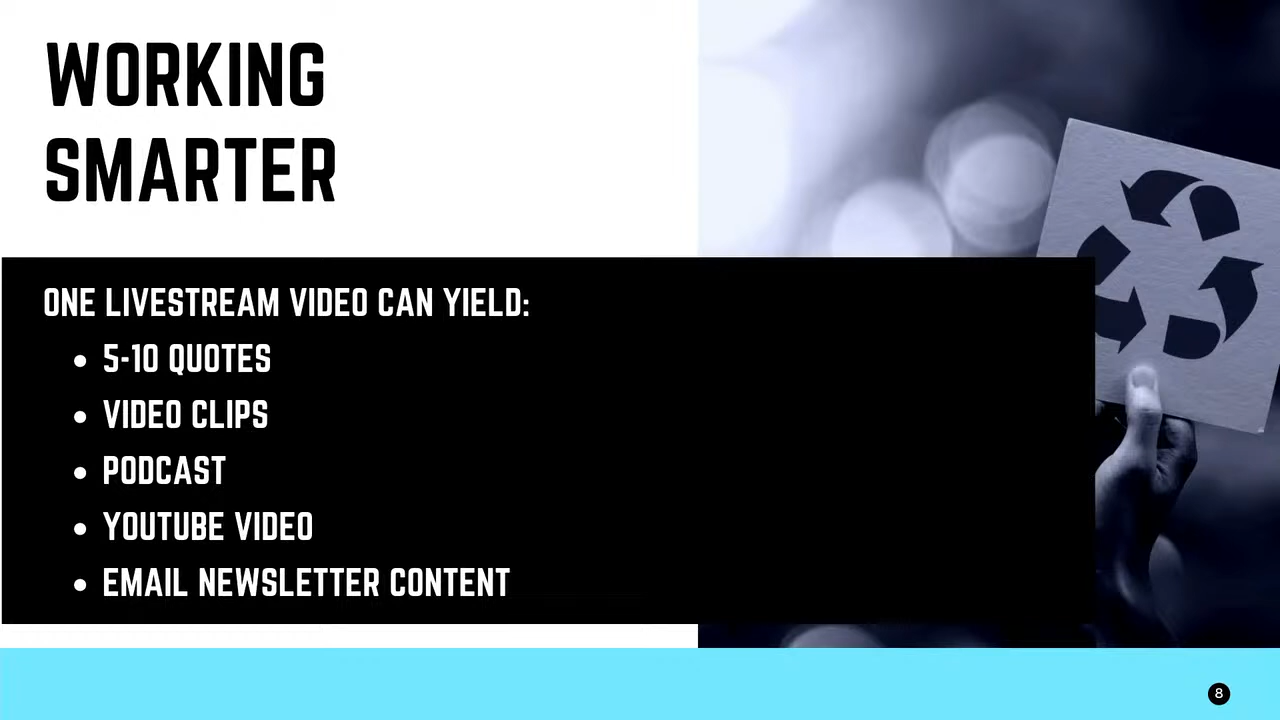 WORKING
SMARTER
ONE LIVESTREAM VIDEO CAN YIELD:
• 5-10 QUOTES
• VIDEO CLIPS
• PODCAST
• YOUTUBE VIDEO
• EMAIL NEWSLETTER CONTENT
8